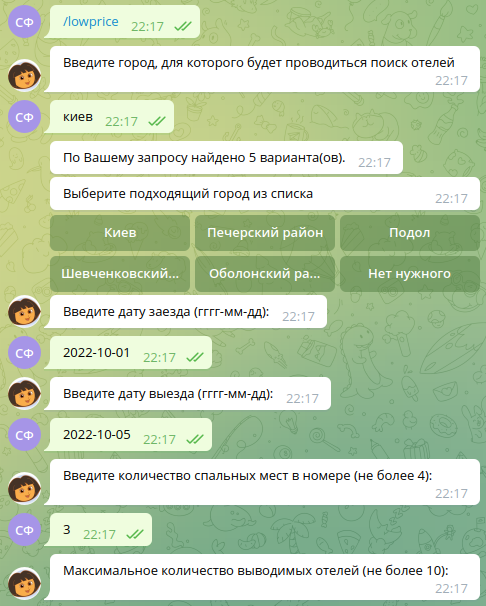 СФ
/lowprice 22:17
Введите город, для которого будет проводиться поиск отелей
22:17
СФ
киев 22:17
По Вашему запросу найдено 5 варианта(ов). 22:17
Выберите подходящий город из списка 22:17
Киев Печерский район Подол
Шевченковский... Оболонский ра... Нет нужного
Введите дату заезда (гггг-мм-дд): 22:17
СФ
2022-10-01 22:17
Введите дату выезда (гггг-мм-дд): 22:17
СФ
2022-10-05 22:17
Введите количество спальных мест в номере (не более 4):
22:17
СФ
3 22:17
Максимальное количество выводимых отелей (не более 10):
22:17